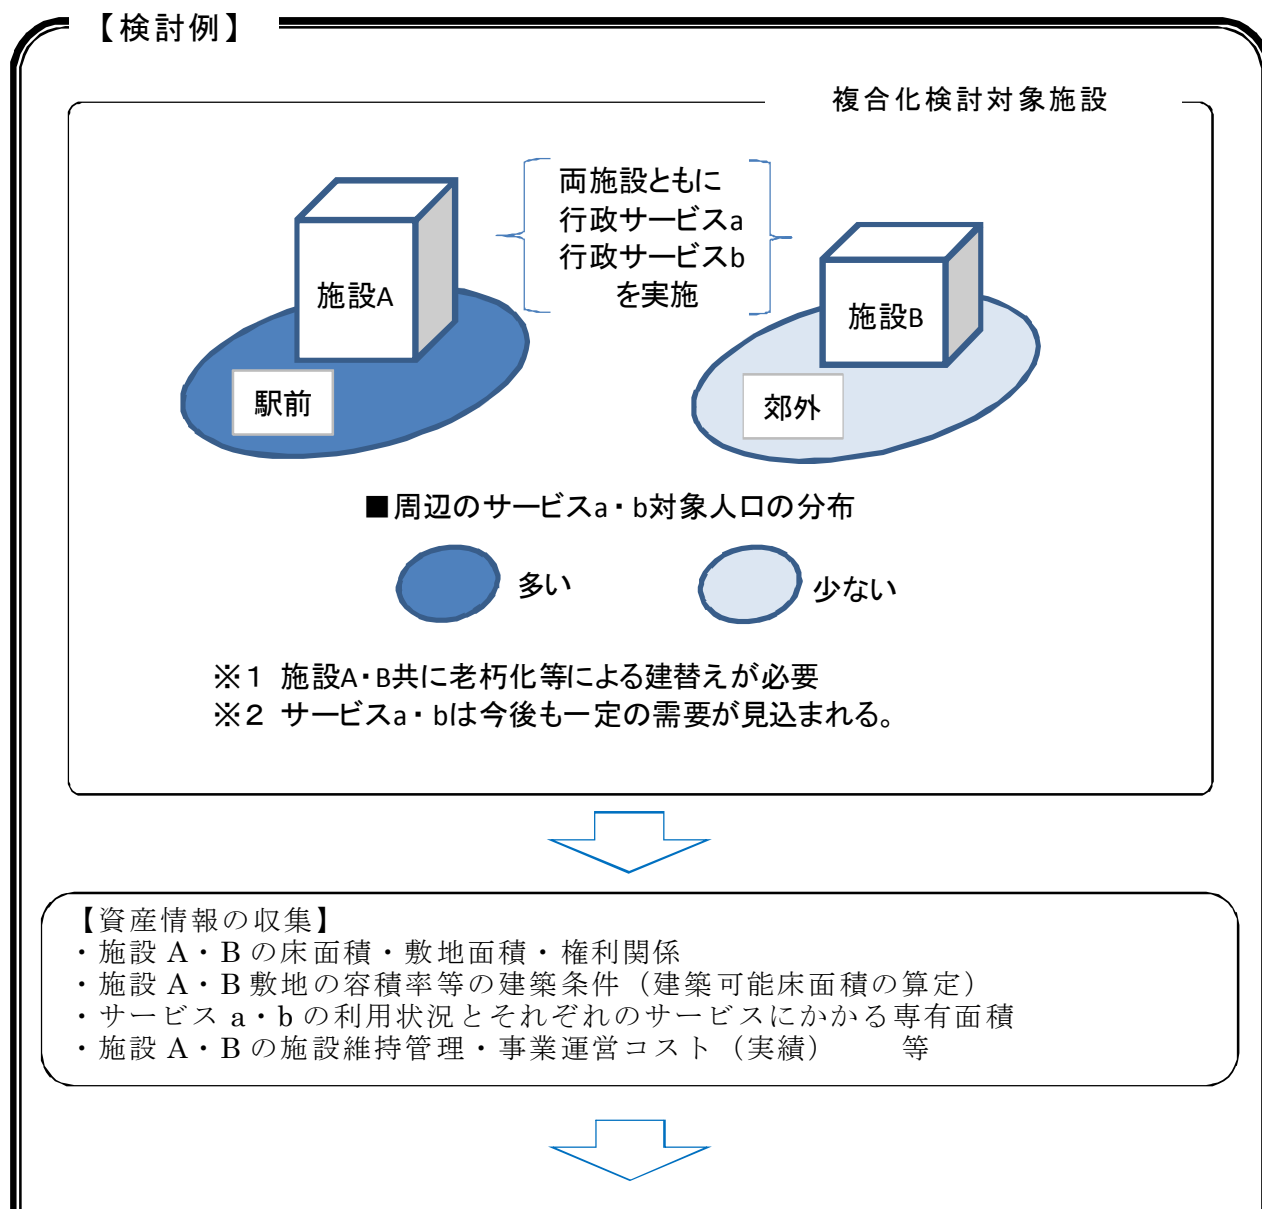 【検討例】
複合化検討対象施設
両施設ともに
行政サービスa
行政サービスb
を実施
施設A
施設B
駅前
郊外
■周辺のサービスa・b対象人口の分布
多い
少ない
※１ 施設A・B共に老朽化等による建替えが必要
※２ サービスa・bは今後も一定の需要が見込まれる。
【資産情報の収集】
・施設 A・B の床面積・敷地面積・権利関係
・施設 A・B 敷地の容積率等の建築条件（建築可能床面積の算定）
・サービス a・b の利用状況とそれぞれのサービスにかかる専有面積
・施設 A・B の施設維持管理・事業運営コスト（実績）　等